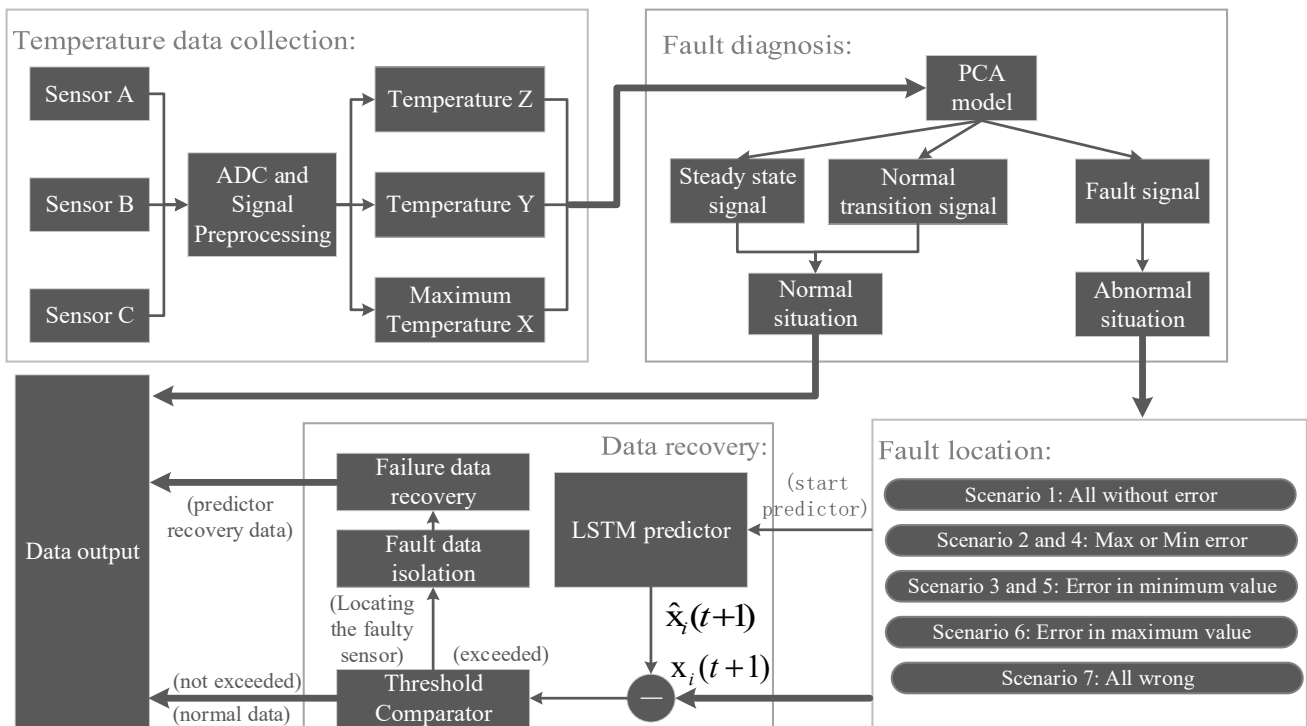 Temperature data collection:
Sensor A
Sensor B
Sensor C
ADC and
Signal
Preprocessing
Temperature Z
Temperature Y
Maximum
Temperature X
Fault diagnosis:
PCA
model
Steady state
signal
Normal
transition signal
Fault signal
Normal
situation
Abnormal
situation
Data output
Data recovery:
Failure data
recovery
(predictor
recovery data)
Fault data
isolation
(Locating
the faulty
sensor)
(exceeded)
(not exceeded)
(normal data)
Threshold
Comparator
LSTM predictor
(start
predictor)
x̂ᵢ(t+1)
xᵢ(t+1)
—
Fault location:
Scenario 1: All without error
Scenario 2 and 4: Max or Min error
Scenario 3 and 5: Error in minimum value
Scenario 6: Error in maximum value
Scenario 7: All wrong